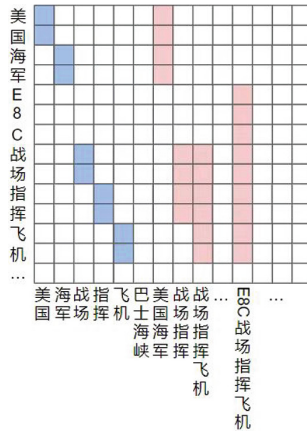 美国海军E8C战场指挥飞机…
美国
海军
战场
指挥
飞机
巴士海峡
美国海军
战场指挥
战场指挥飞机
…
E8C战场指挥飞机
…